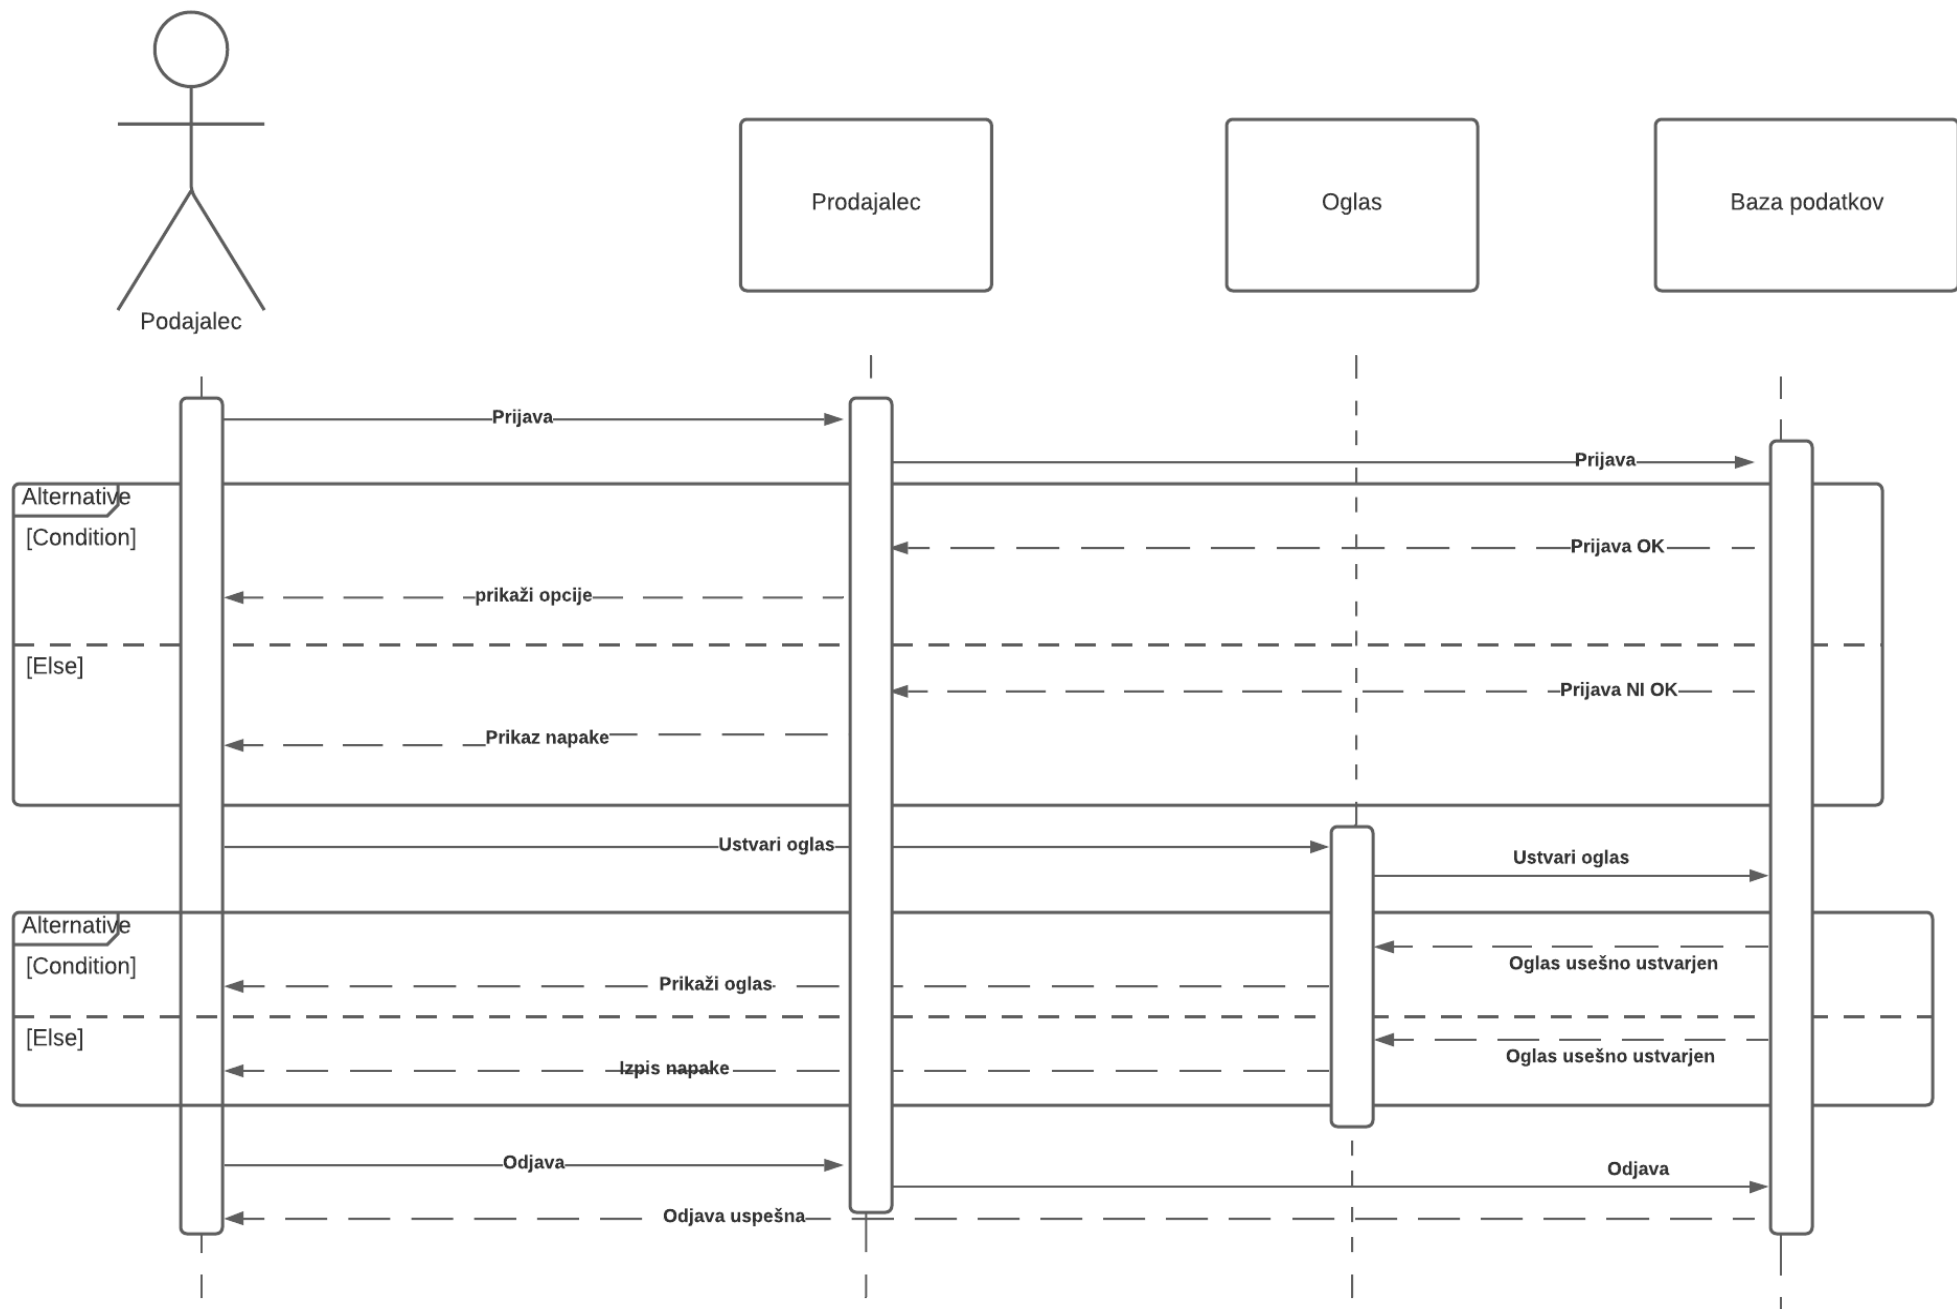 Podajalec
Prodajalec
Oglas
Baza podatkov
Prijava
Prijava
Alternative
[Condition]
Prijava OK
prikaži opcije
[Else]
Prijava NI OK
Prikaz napake
Ustvari oglas
Ustvari oglas
Alternative
[Condition]
Oglas usešno ustvarjen
Prikaži oglas
[Else]
Oglas usešno ustvarjen
Izpis napake
Odjava
Odjava
Odjava uspešna